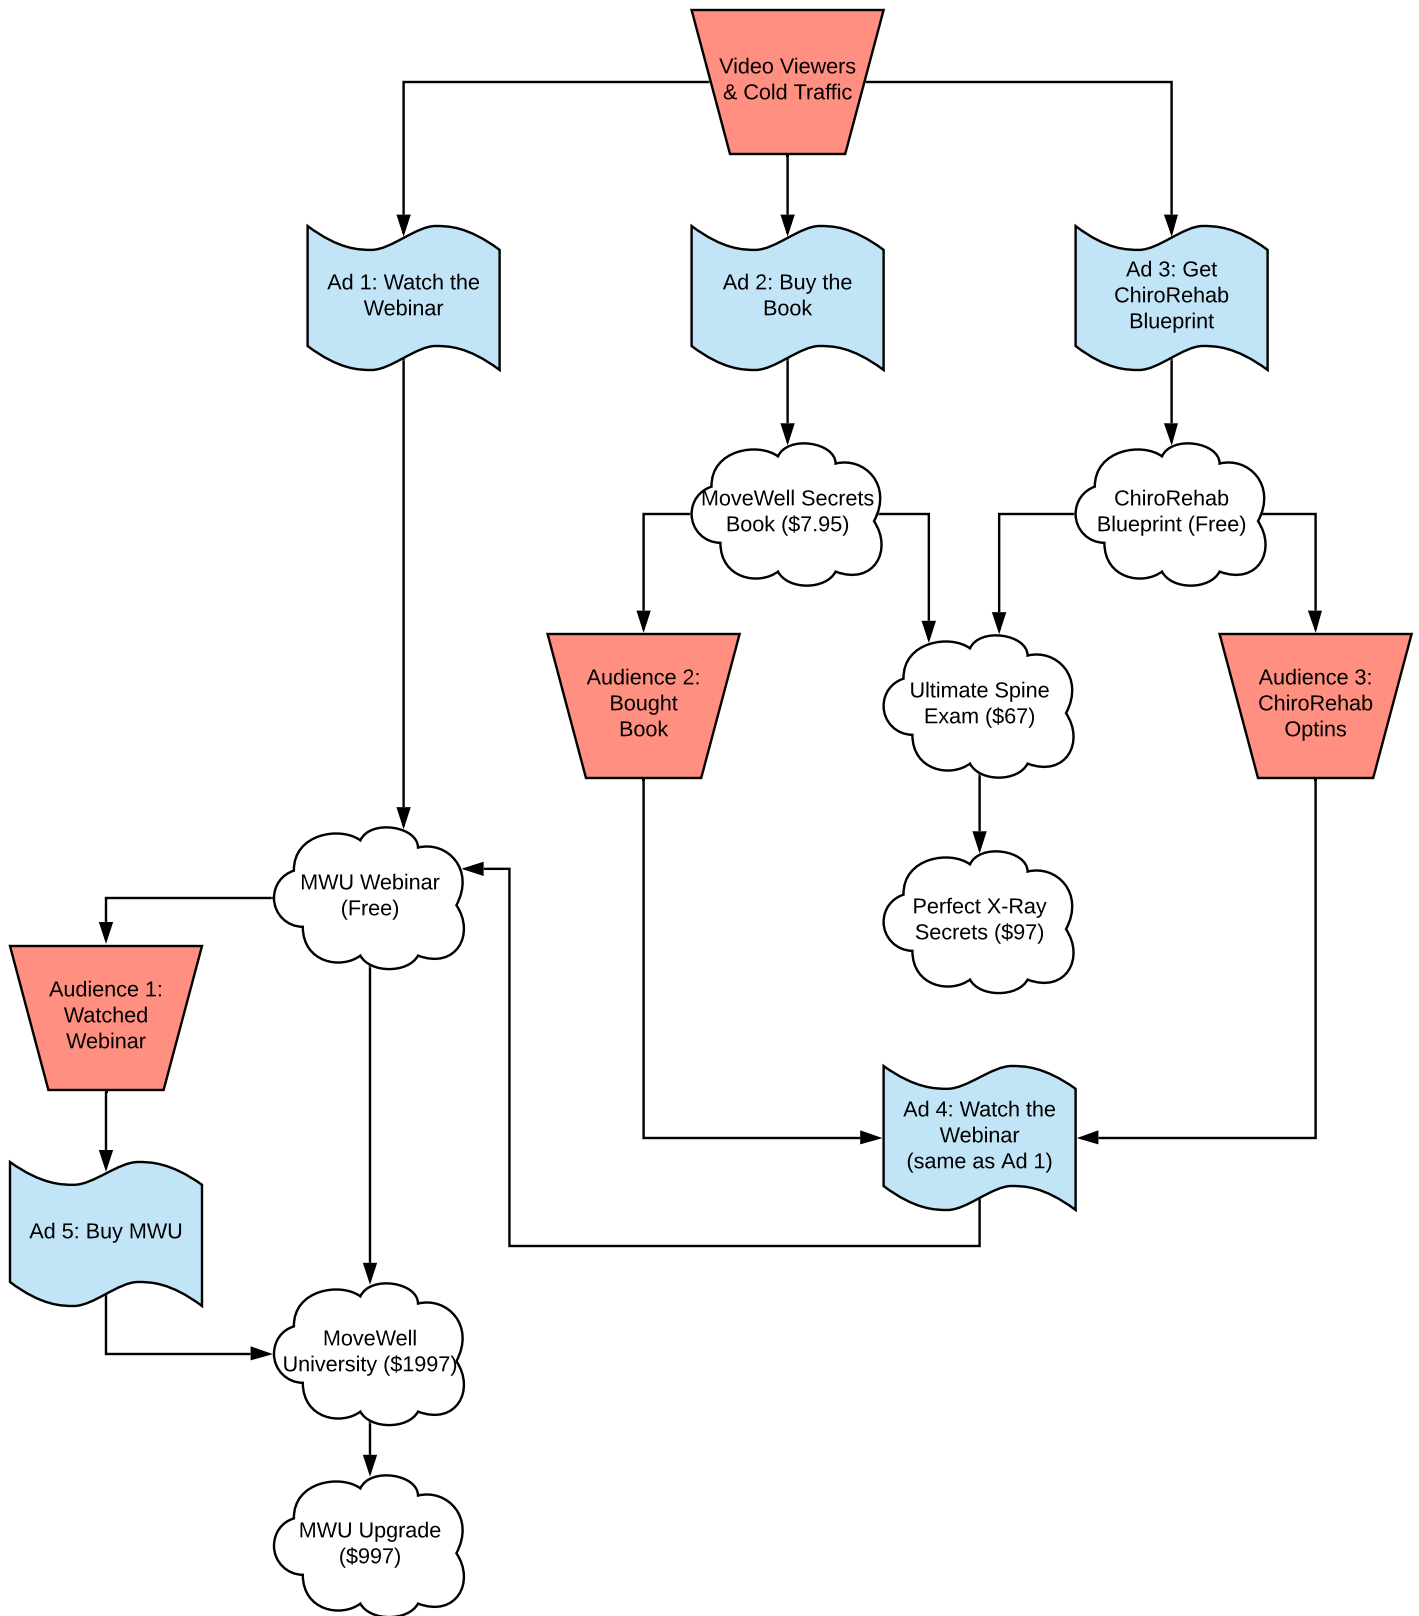 Video Viewers
& Cold Traffic
Ad 1: Watch the
Webinar
Ad 2: Buy the
Book
Ad 3: Get
ChiroRehab
Blueprint
MoveWell Secrets
Book ($7.95)
ChiroRehab
Blueprint (Free)
Audience 2:
Bought
Book
Ultimate Spine
Exam ($67)
Audience 3:
ChiroRehab
Optins
MWU Webinar
(Free)
Perfect X-Ray
Secrets ($97)
Audience 1:
Watched
Webinar
Ad 4: Watch the
Webinar
(same as Ad 1)
Ad 5: Buy MWU
MoveWell
University ($1997)
MWU Upgrade
($997)